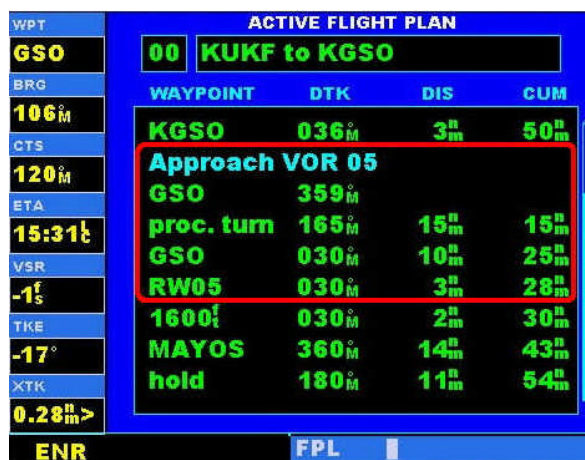 WPT
GSO
BRG
106°M
CTS
120°M
ETA
15:31Lt
VSR
-1fs
TKE
-17°
XTK
0.28nm>
ENR
ACTIVE FLIGHT PLAN
00 KUKF to KGSO
WAYPOINT DTK DIS CUM
KGSO 036°M 3nm 50nm
Approach VOR 05
GSO 359°M
proc. turn 165°M 15nm 15nm
GSO 030°M 10nm 25nm
RW05 030°M 3nm 28nm
1600ft 030°M 2nm 30nm
MAYOS 360°M 14nm 43nm
hold 180°M 11nm 54nm
FPL